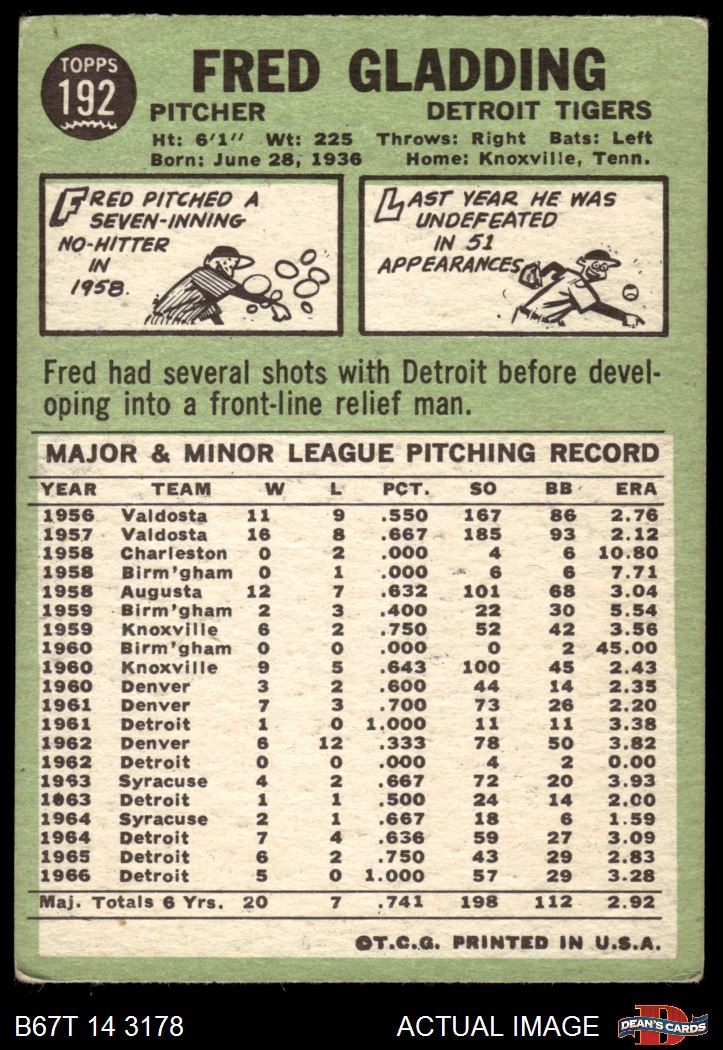 TOPPS
192
FRED GLADDING
PITCHER DETROIT TIGERS
Ht: 6'1" Wt: 225 Throws: Right Bats: Left
Born: June 28, 1936 Home: Knoxville, Tenn.
FRED PITCHED A
SEVEN-INNING
NO-HITTER
IN
1958.
LAST YEAR HE WAS
UNDEFEATED
IN 51
APPEARANCES
Fred had several shots with Detroit before devel-
oping into a front-line relief man.
MAJOR & MINOR LEAGUE PITCHING RECORD
YEAR TEAM W L PCT. SO BB ERA
1956 Valdosta 11 9 .550 167 86 2.76
1957 Valdosta 16 8 .667 185 93 2.12
1958 Charleston 0 2 .000 4 6 10.80
1958 Birm'gham 0 1 .000 6 6 7.71
1958 Augusta 12 7 .632 101 68 3.04
1959 Birm'gham 2 3 .400 22 30 5.54
1959 Knoxville 6 2 .750 52 42 3.56
1960 Birm'gham 0 0 .000 0 2 45.00
1960 Knoxville 9 5 .643 100 45 2.43
1960 Denver 3 2 .600 44 14 2.35
1961 Denver 7 3 .700 73 26 2.20
1961 Detroit 1 0 1.000 11 11 3.38
1962 Denver 6 12 .333 78 50 3.82
1962 Detroit 0 0 .000 4 2 0.00
1963 Syracuse 4 2 .667 72 20 3.93
1963 Detroit 1 1 .500 24 14 2.00
1964 Syracuse 2 1 .667 18 6 1.59
1964 Detroit 7 4 .636 59 27 3.09
1965 Detroit 6 2 .750 43 29 2.83
1966 Detroit 5 0 1.000 57 29 3.28
Maj. Totals 6 Yrs. 20 7 .741 198 112 2.92
©T.C.G. PRINTED IN U.S.A.
B67T 14 3178 ACTUAL IMAGE DEAN'S CARDS